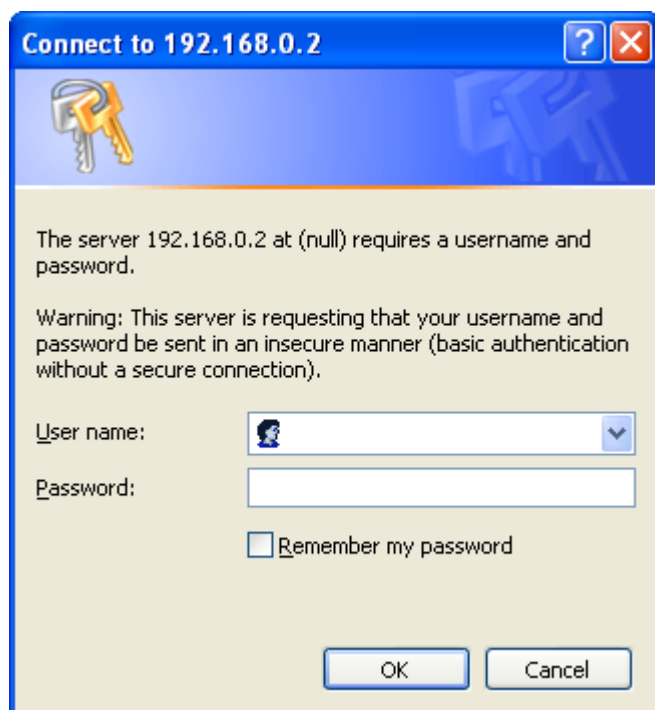 Connect to 192.168.0.2
The server 192.168.0.2 at (null) requires a username and
password.
Warning: This server is requesting that your username and
password be sent in an insecure manner (basic authentication
without a secure connection).
User name:
Password:
Remember my password
OK Cancel